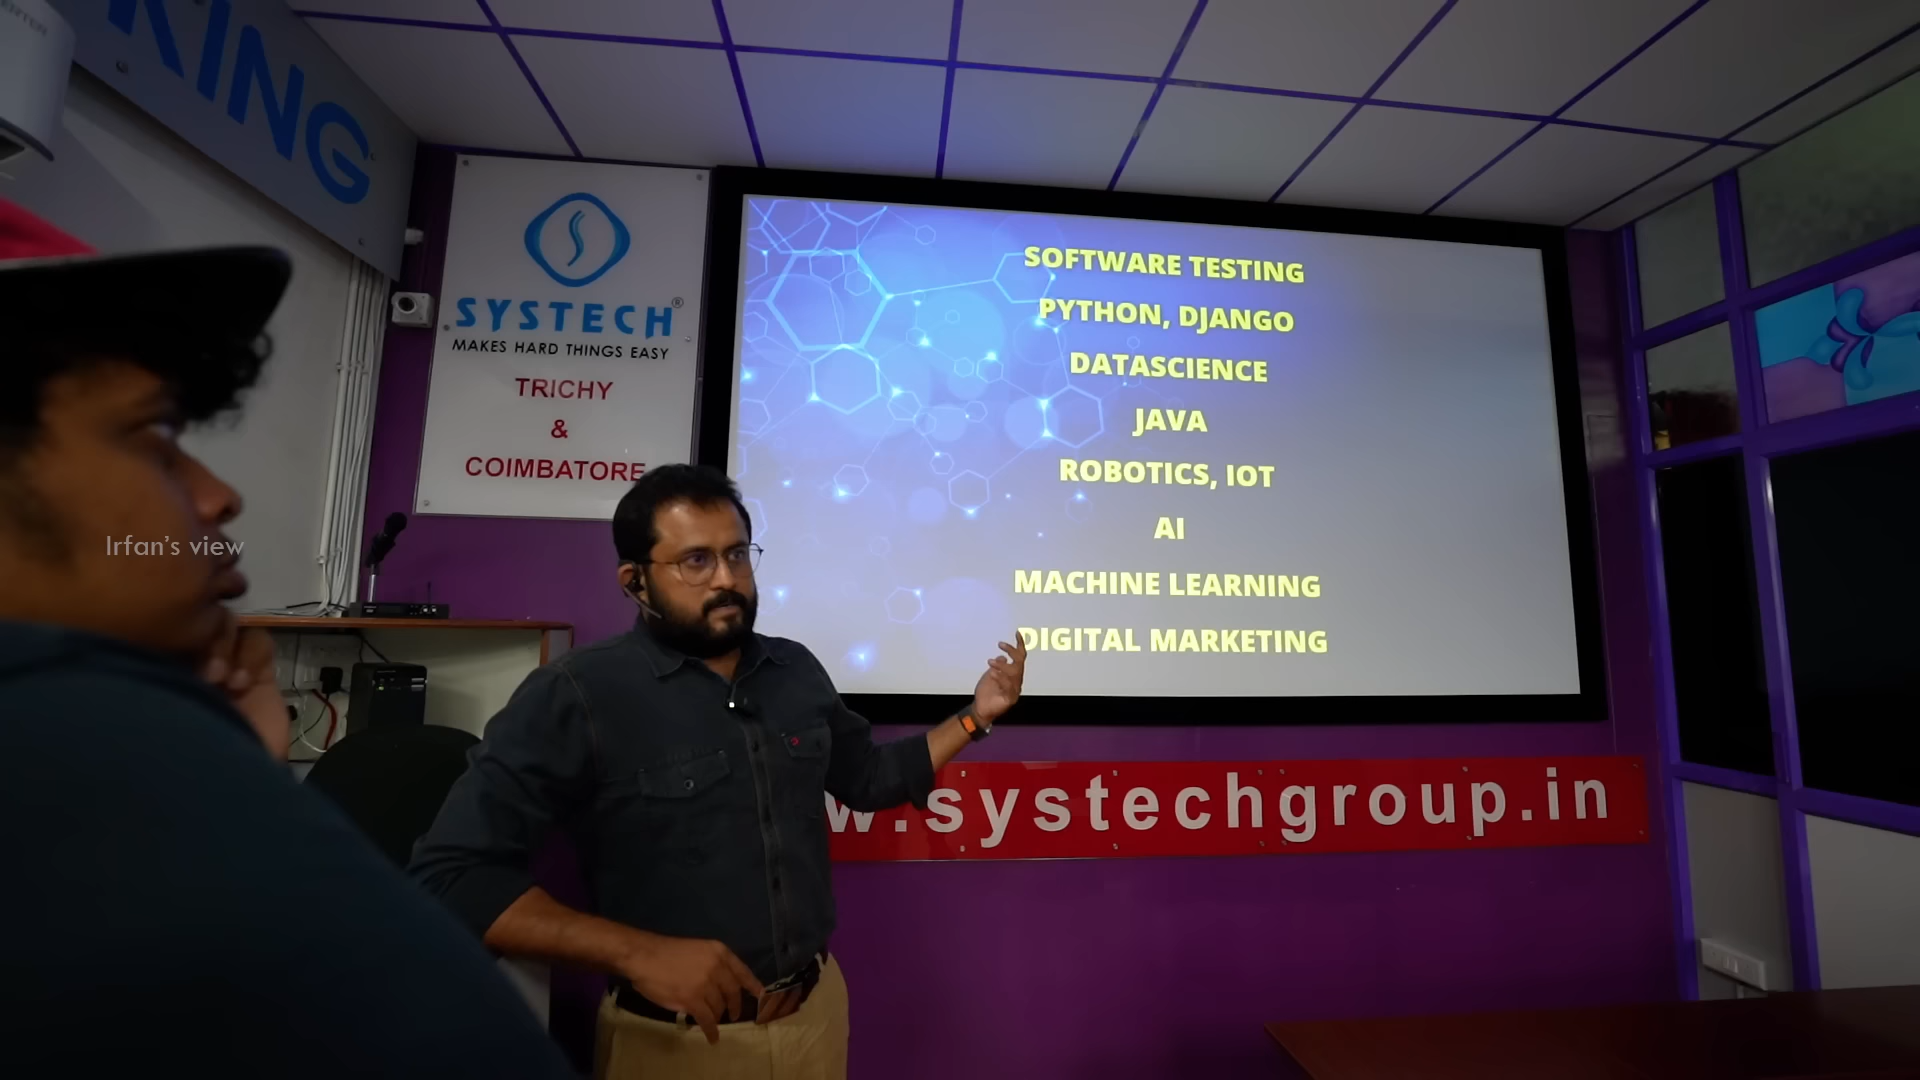 KING
SYSTECH®
MAKES HARD THINGS EASY
TRICHY
&
COIMBATORE
SOFTWARE TESTING
PYTHON, DJANGO
DATASCIENCE
JAVA
ROBOTICS, IOT
AI
MACHINE LEARNING
DIGITAL MARKETING
w.systechgroup.in
Irfan's view